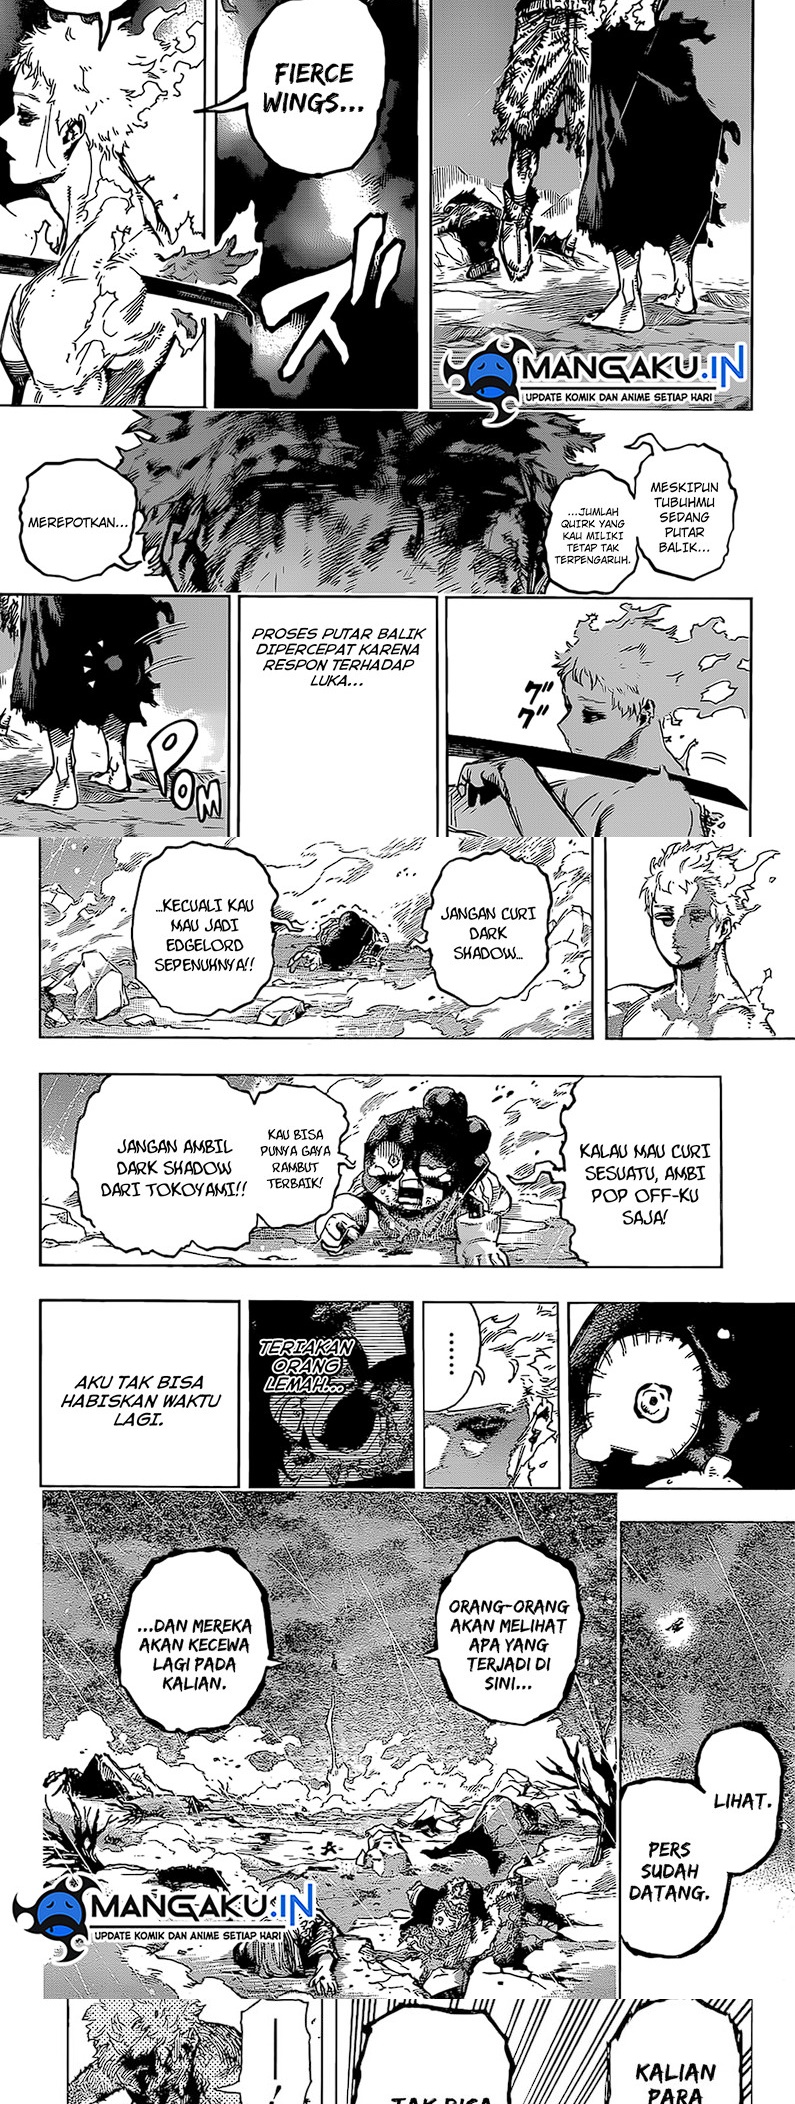 FIERCE
WINGS...
ズ
MANGAKU.IN
UPDATE KOMIK DAN ANIME SETIAP HARI
MESKIPUN
TUBUHMU
SEDANG
PUTAR
BALIK...
...JUMLAH
QUIRK YANG
KAU MILIKI
TETAP TAK
TERPENGARUH.
MEREPOTKAN...
グ
グ
PROSES PUTAR BALIK
DIPERCEPAT KARENA
RESPON TERHADAP
LUKA...
POM
JANGAN CURI
DARK
SHADOW...
...KECUALI KAU
MAU JADI
EDGELORD
SEPENUHNYA!!
KALAU MAU CURI
SESUATU, AMBI
POP OFF-KU
SAJA!
KAU BISA
PUNYA GAYA
RAMBUT
TERBAIK!
JANGAN AMBIL
DARK SHADOW
DARI TOKOYAMI!!
......
TERIAKAN
ORANG
LEMAH...
AKU TAK BISA
HABISKAN WAKTU
LAGI.
LIHAT.
PERS
SUDAH
DATANG.
ORANG-ORANG
AKAN MELIHAT
APA YANG
TERJADI DI
SINI...
...DAN MEREKA
AKAN KECEWA
LAGI PADA
KALIAN.
MANGAKU.IN
UPDATE KOMIK DAN ANIME SETIAP HARI
KALIAN
PARA
TAK BISA